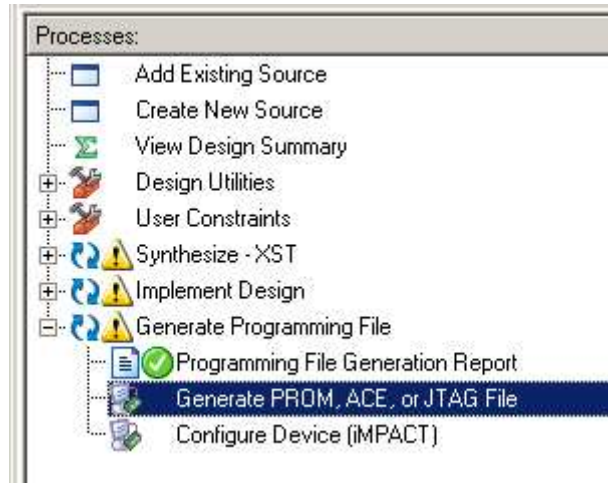 Processes:
Add Existing Source
Create New Source
View Design Summary
Design Utilities
User Constraints
Synthesize - XST
Implement Design
Generate Programming File
Programming File Generation Report
Generate PROM, ACE, or JTAG File
Configure Device (iMPACT)